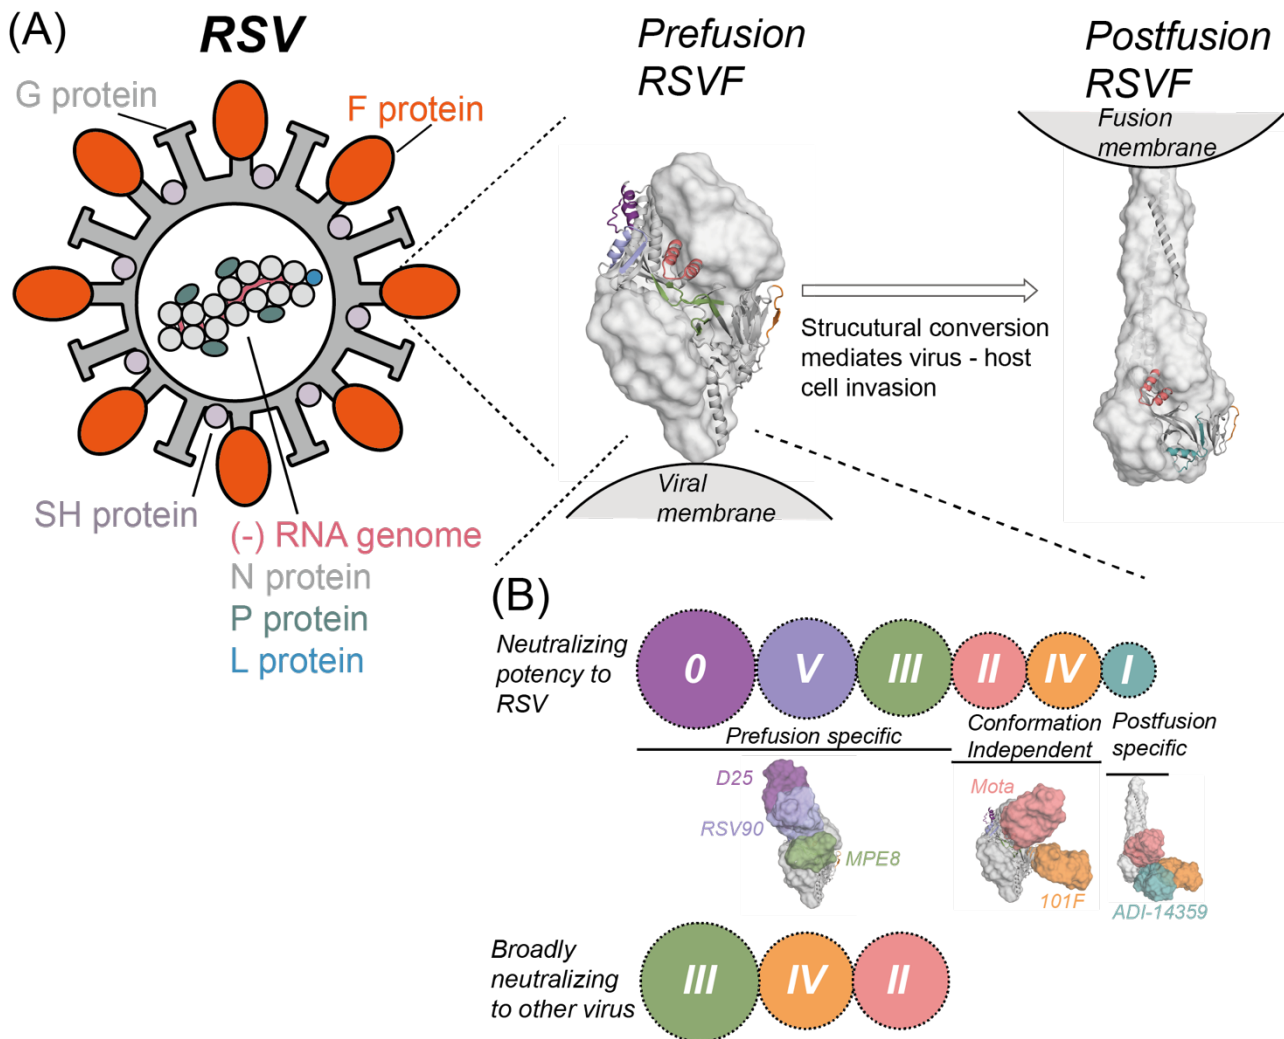 (A)
RSV
G protein
F protein
SH protein
(-) RNA genome
N protein
P protein
L protein
Prefusion
RSVF
Viral
membrane
Strucutural conversion
mediates virus - host
cell invasion
Postfusion
RSVF
Fusion
membrane
(B)
Neutralizing
potency to
RSV
0
V
III
II
IV
I
Prefusion specific
Conformation
Independent
Postfusion
specific
D25
RSV90
MPE8
Mota
101F
ADI-14359
Broadly
neutralizing
to other virus
III
IV
II